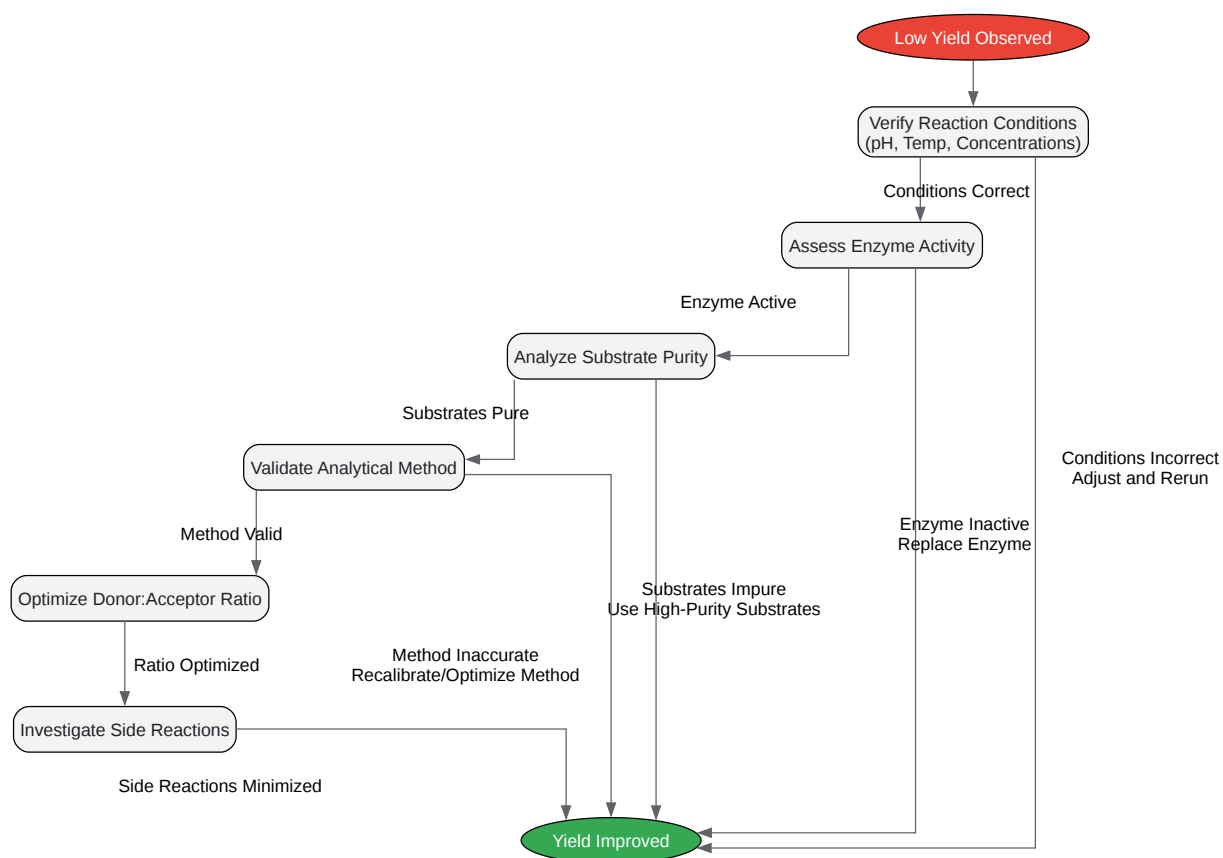 Low Yield Observed
Verify Reaction Conditions
(pH, Temp, Concentrations)
Conditions Correct
Assess Enzyme Activity
Enzyme Active
Analyze Substrate Purity
Substrates Pure
Validate Analytical Method
Conditions Incorrect
Adjust and Rerun
Method Valid
Enzyme Inactive
Replace Enzyme
Optimize Donor:Acceptor Ratio
Substrates Impure
Use High-Purity Substrates
Ratio Optimized
Method Inaccurate
Recalibrate/Optimize Method
Investigate Side Reactions
Side Reactions Minimized
Yield Improved